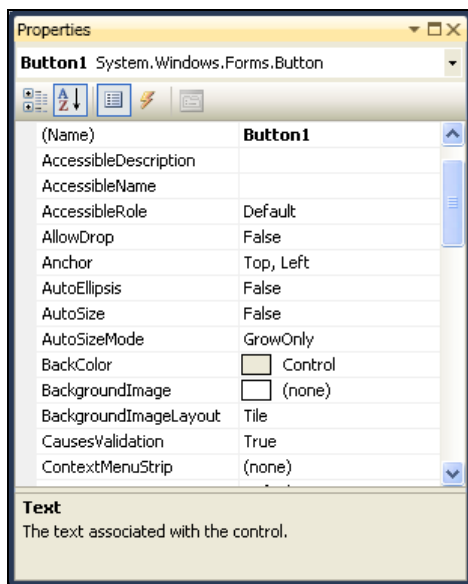 Properties
Button1 System.Windows.Forms.Button
A
Z
(Name) Button1
AccessibleDescription
AccessibleName
AccessibleRole Default
AllowDrop False
Anchor Top, Left
AutoEllipsis False
AutoSize False
AutoSizeMode GrowOnly
BackColor Control
BackgroundImage (none)
BackgroundImageLayout Tile
CausesValidation True
ContextMenuStrip (none)
Text
The text associated with the control.